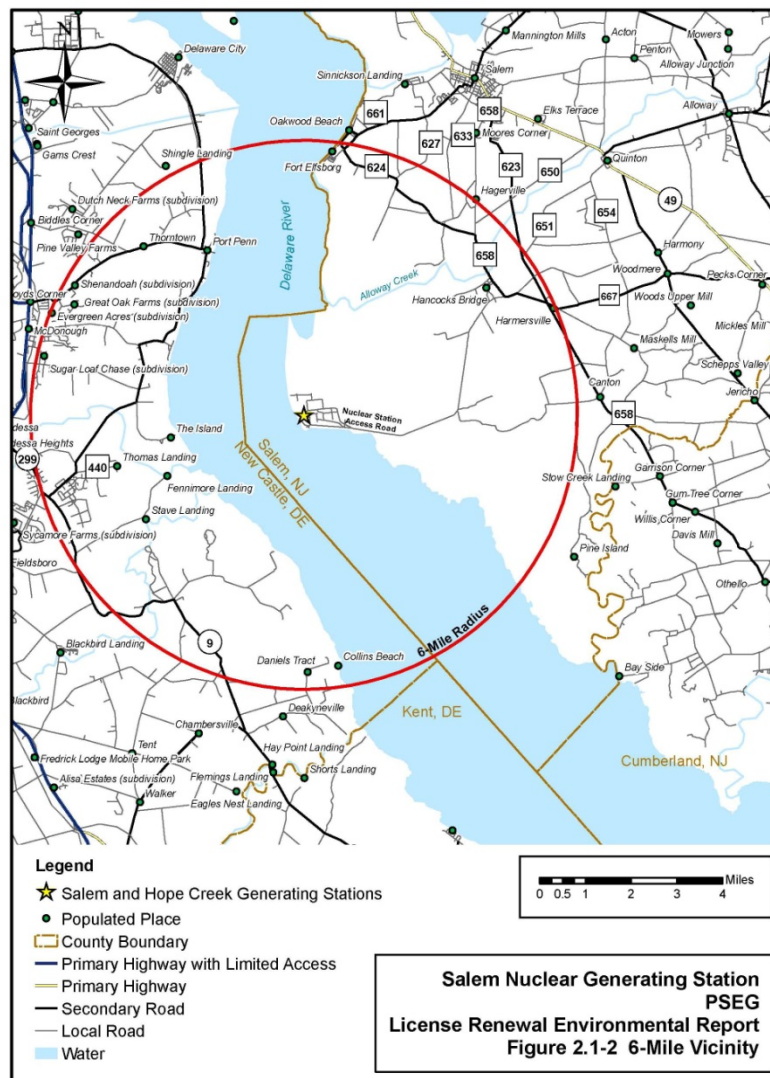 N
Delaware City
Mannington Mills
Acton
Mowers
Penton
Alloway Junction
Sinnickson Landing
Salem
Saint Georges
Gams Crest
Oakwood Beach
661
658
Elks Terrace
Alloway
627
633
Moores Corner
Shingle Landing
Fort Elfsborg
624
623
650
Quinton
Dutch Neck Farms (subdivision)
Hagerville
49
Biddles Corner
Thorntown
651
654
Pine Valley Farms
Port Penn
Delaware River
658
Harmony
Shenandoah (subdivision)
Alloway Creek
Woodmere
Pecks Corner
oyds Corner
Great Oak Farms (subdivision)
Hancocks Bridge
667
Woods Upper Mill
Evergreen Acres (subdivision)
Harmersville
Mickles Mill
McDonough
Maskells Mill
Sugar Loaf Chase (subdivision)
Schepps Valley
Canton
Jericho
Nuclear Station
Access Road
658
dessa
The Island
Salem, NJ
New Castle, DE
dessa Heights
299
440
Thomas Landing
Garrison Corner
Fennimore Landing
Stow Creek Landing
Gum Tree Corner
Stave Landing
Willis Corner
Sycamore Farms (subdivision)
Davis Mill
Fieldsboro
Pine Island
Othello
6-Mile Radius
9
Blackbird Landing
Daniels Tract
Collins Beach
Bay Side
Blackbird
Deakyneville
Kent, DE
Chambersville
Tent
Hay Point Landing
Cumberland, NJ
Fredrick Lodge Mobile Home Park
Alisa Estates (subdivision)
Flemings Landing
Shorts Landing
Walker
Eagles Nest Landing
Legend
Salem and Hope Creek Generating Stations
Populated Place
County Boundary
Primary Highway with Limited Access
Primary Highway
Secondary Road
Local Road
Water
Miles
0 0.5 1 2 3 4
Salem Nuclear Generating Station
PSEG
License Renewal Environmental Report
Figure 2.1-2 6-Mile Vicinity